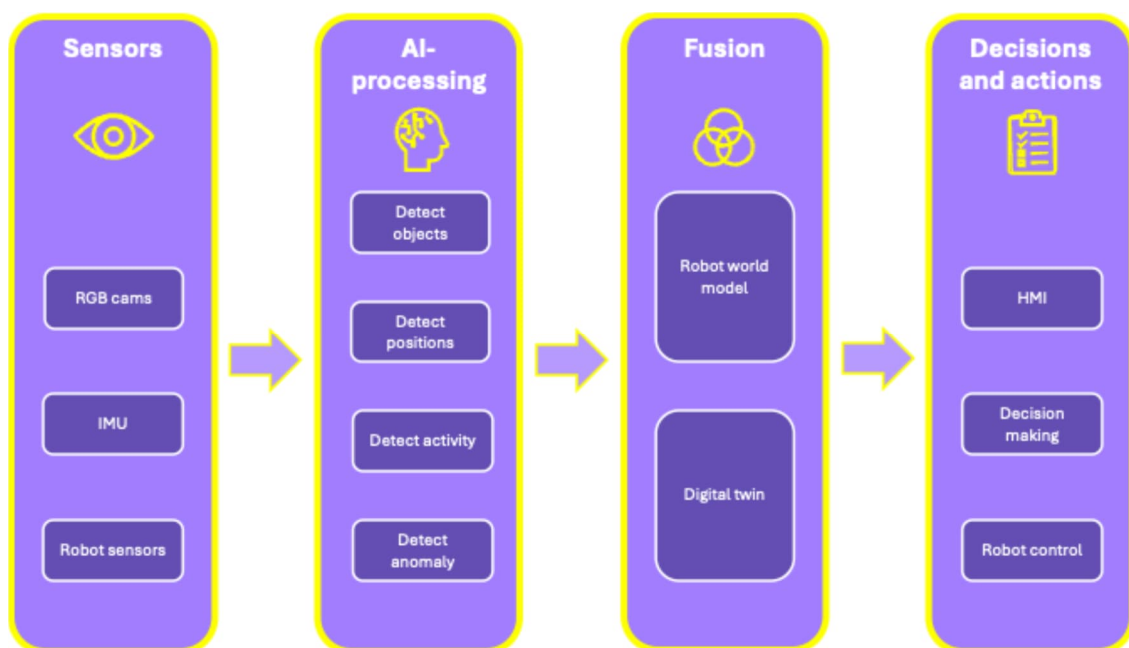 Sensors
RGB cams
IMU
Robot sensors
AI-
processing
Detect
objects
Detect
positions
Detect activity
Detect
anomaly
Fusion
Robot world
model
Digital twin
Decisions
and actions
HMI
Decision
making
Robot control